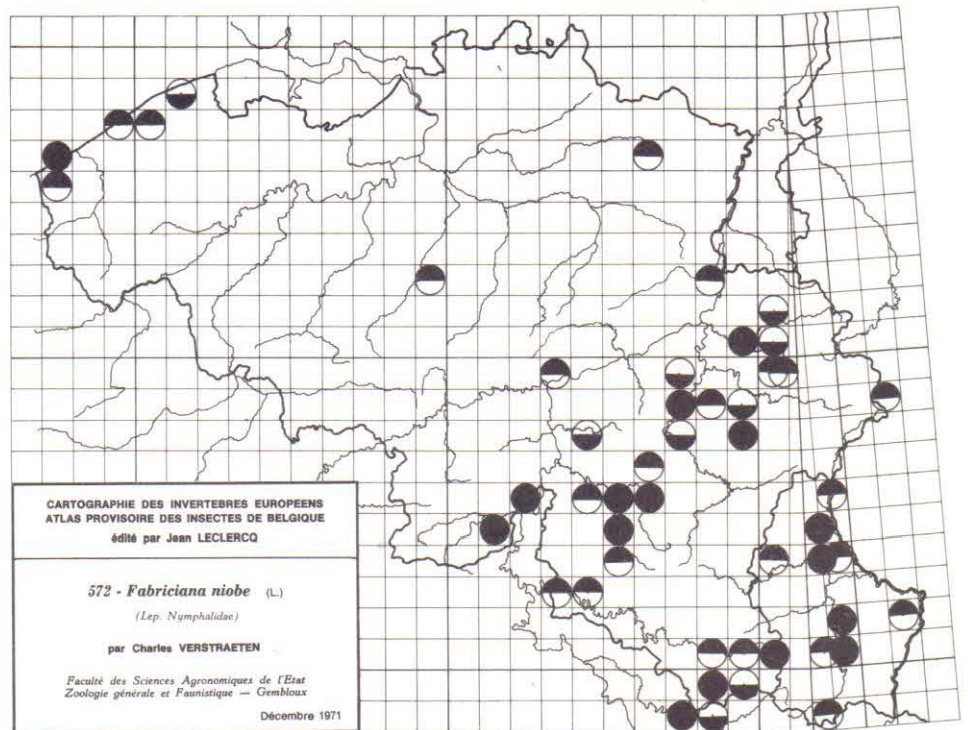 CARTOGRAPHIE DES INVERTEBRES EUROPEENS
ATLAS PROVISOIRE DES INSECTES DE BELGIQUE
édité par Jean LECLERCQ
572 - Fabriciana niobe (L.)
(Lep. Nymphalidae)
par Charles VERSTRAETEN
Faculté des Sciences Agronomiques de l'Etat
Zoologie générale et Faunistique — Gembloux
Décembre 1971